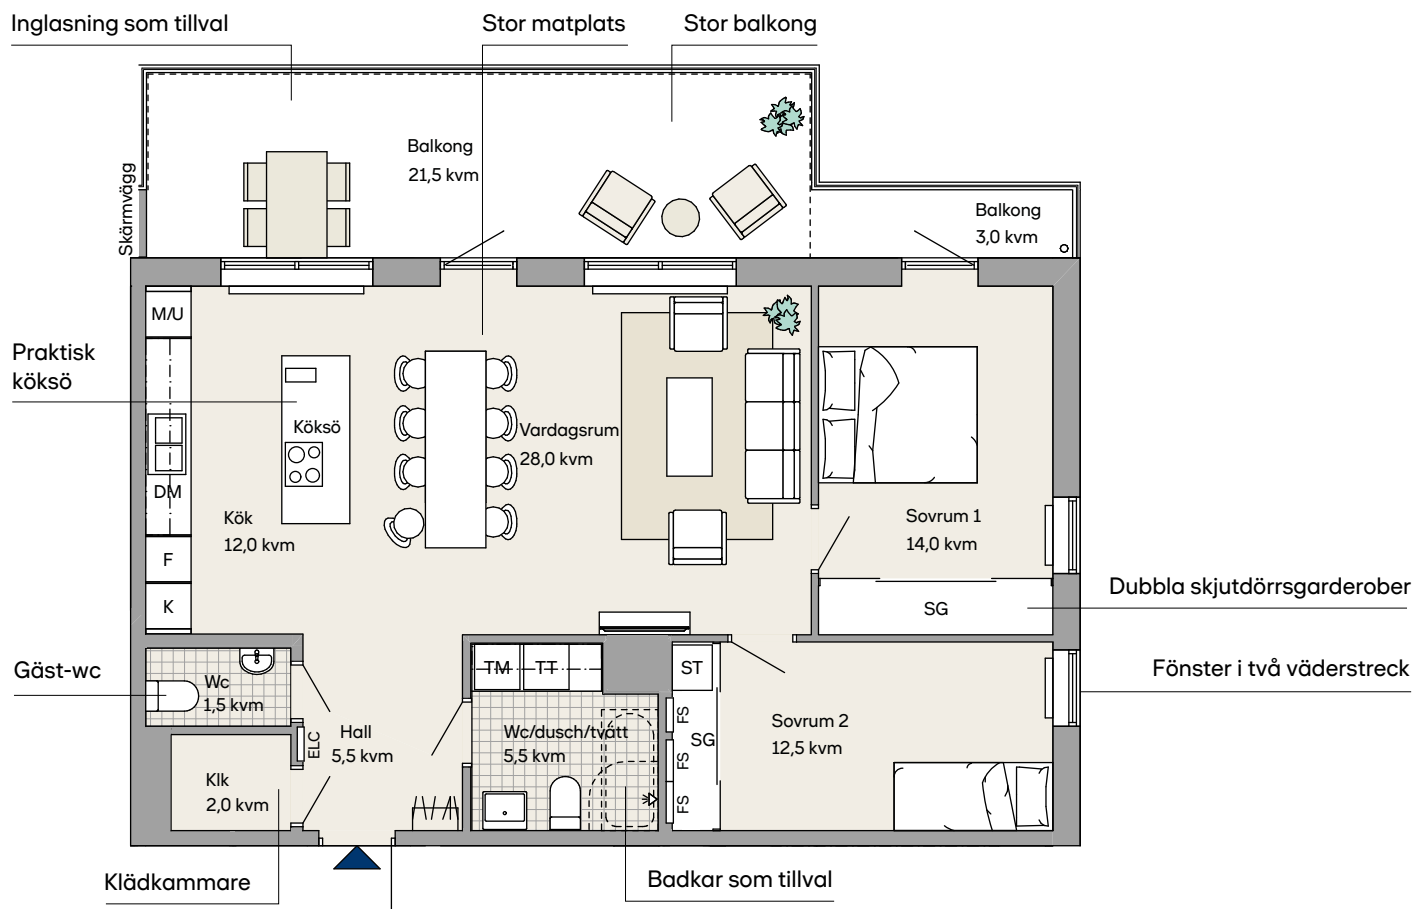 Inglasning som tillval
Stor matplats
Stor balkong
Balkong
21,5 kvm
Skärmvägg
Balkong
3,0 kvm
M/U
Praktisk
köksö
Köksö
Vardagsrum
28,0 kvm
DM
Kök
12,0 kvm
F
K
Sovrum 1
14,0 kvm
SG
Dubbla skjutdörrsgarderober
Gäst-wc
Wc
1,5 kvm
TM
TT
ST
Fönster i två väderstreck
Hall
5,5 kvm
ELC
Wc/dusch/tvätt
5,5 kvm
FS
SG
FS
FS
Sovrum 2
12,5 kvm
Klk
2,0 kvm
Klädkammare
Badkar som tillval